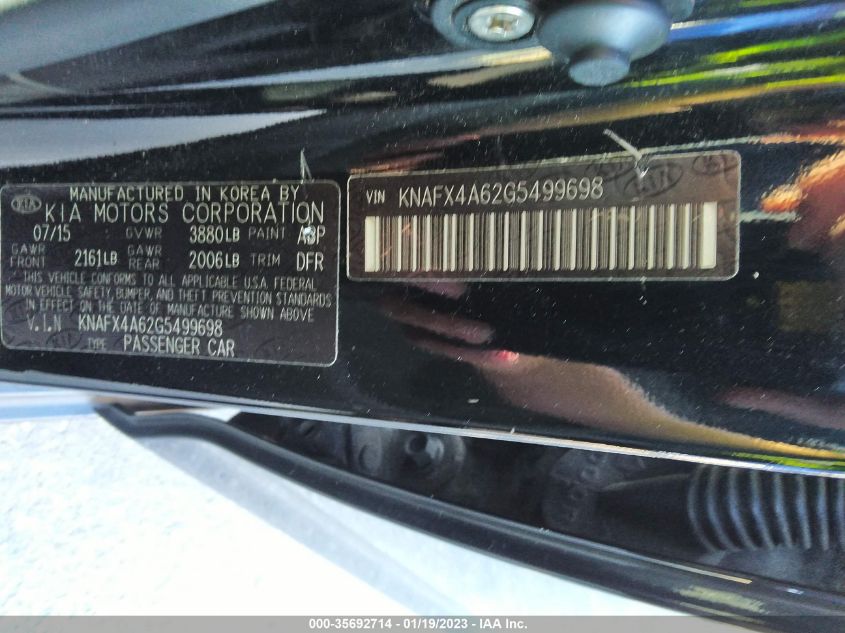 KIA
MANUFACTURED IN KOREA BY
KIA MOTORS CORPORATION
07/15 GVWR 3880LB PAINT ABP
GAWR FRONT 2161LB GAWR REAR 2006LB TRIM DFR
THIS VEHICLE CONFORMS TO ALL APPLICABLE U.S.A. FEDERAL
MOTOR VEHICLE SAFETY, BUMPER, AND THEFT PREVENTION STANDARDS
IN EFFECT ON THE DATE OF MANUFACTURE SHOWN ABOVE
V.I.N KNAFX4A62G5499698
TYPE PASSENGER CAR
VIN KNAFX4A62G5499698
000-35692714 - 01/19/2023 - IAA Inc.